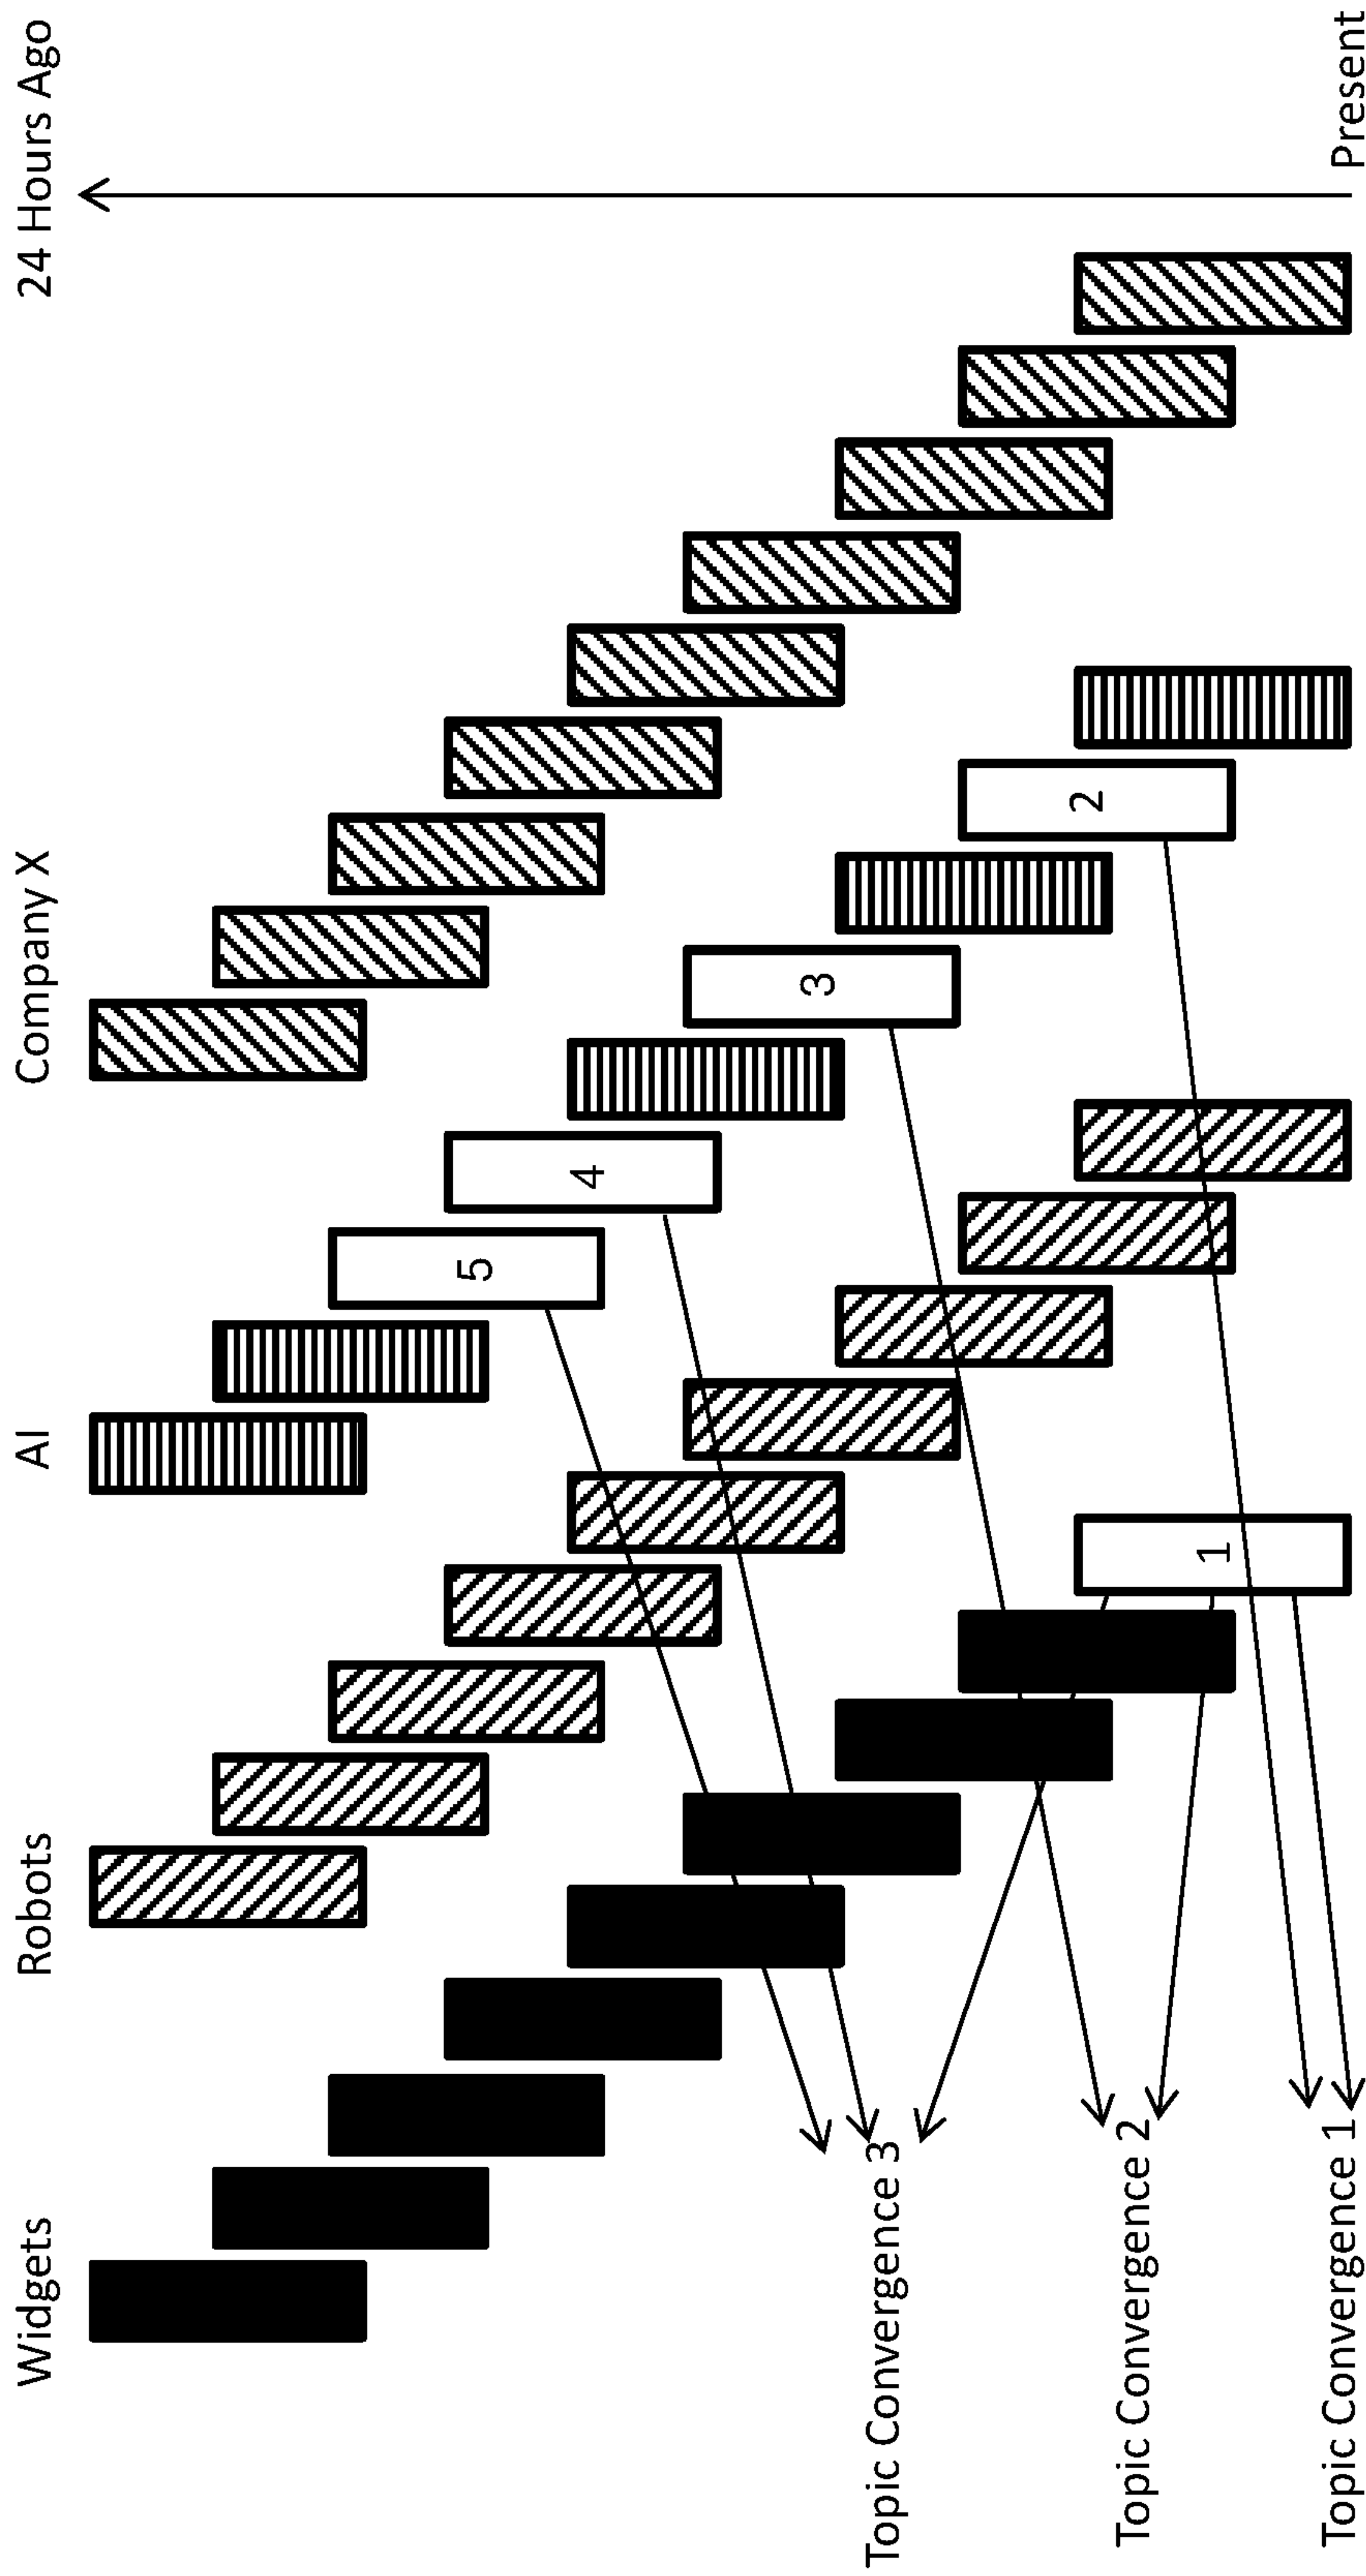 Widgets
Robots
AI
Company X
24 Hours Ago
5
4
3
2
1
Topic Convergence 3
Topic Convergence 2
Topic Convergence 1
Present